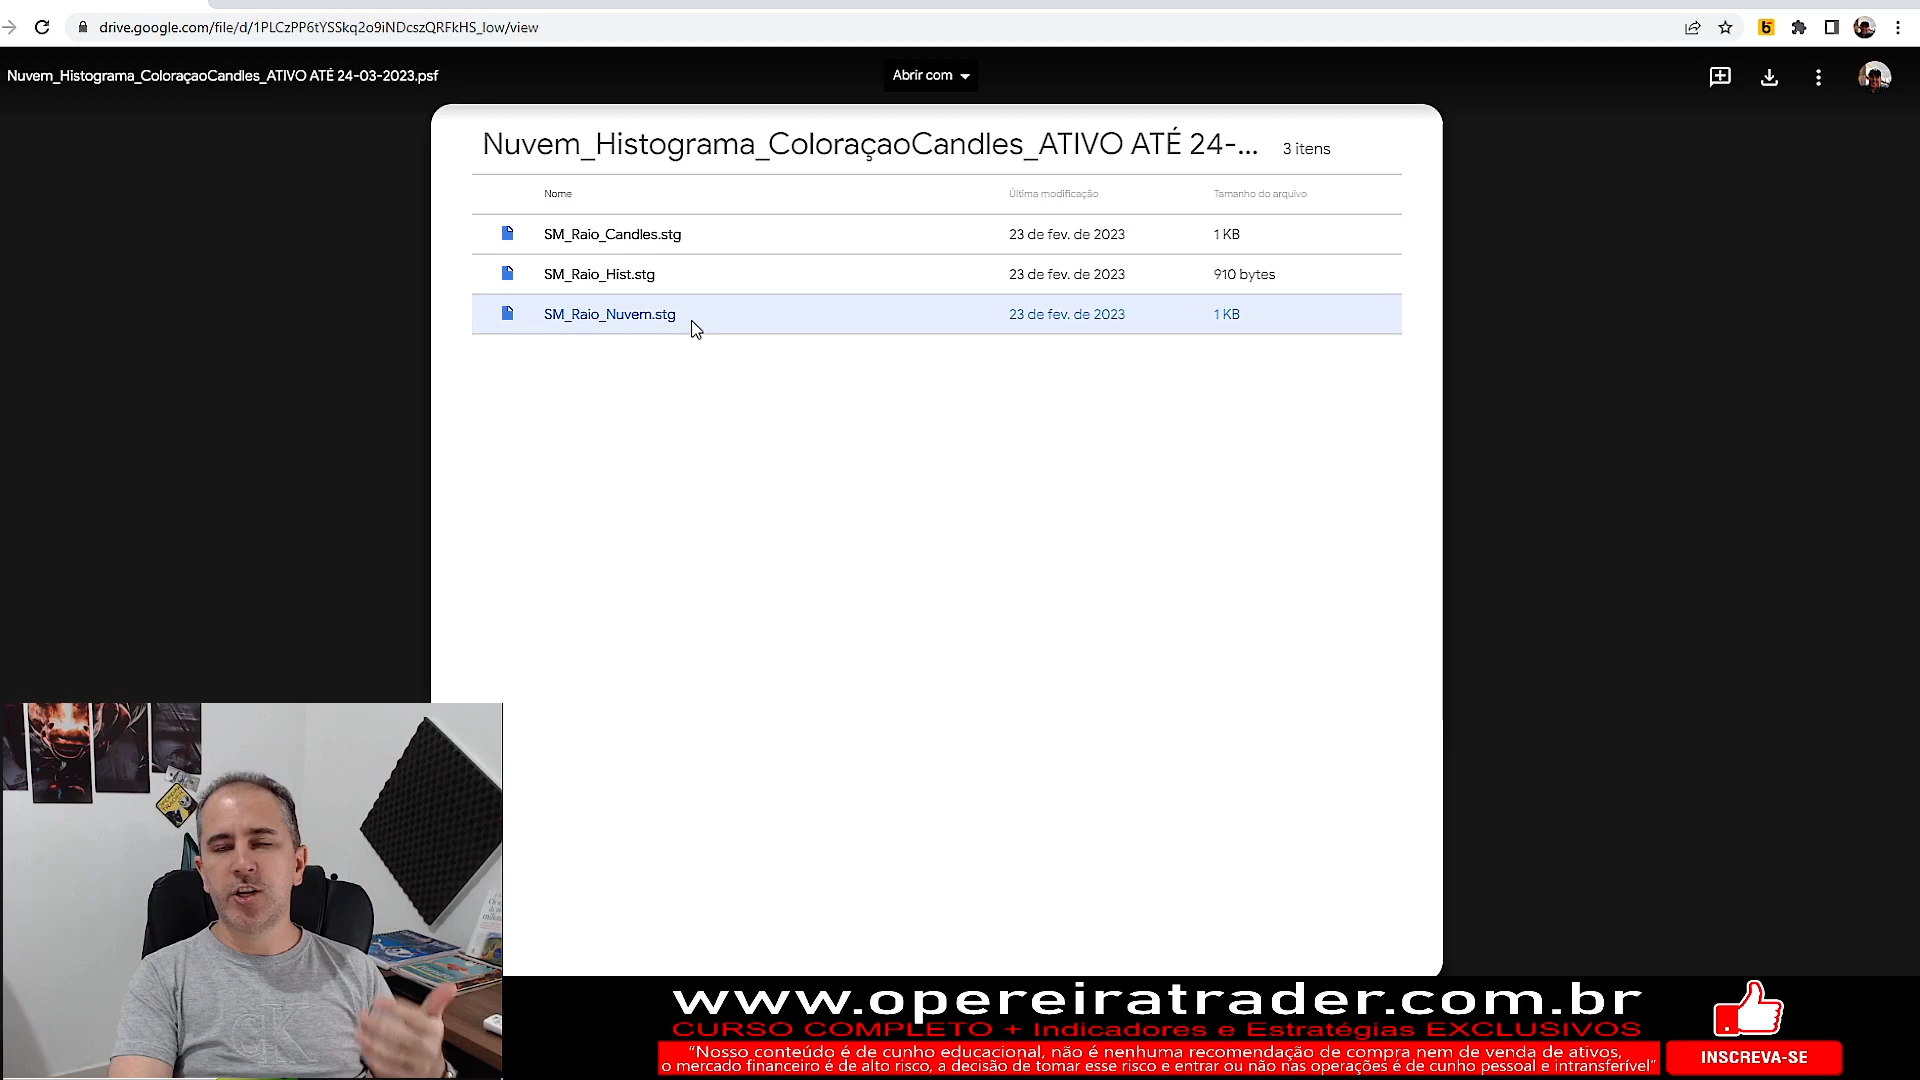 drive.google.com/file/d/1PLCzPP6tYSSkq2o9iNDcszQRFkHS_low/view
Nuvem_Histograma_ColoraçaoCandles_ATIVO ATÉ 24-03-2023.psf
Abrir com
Nuvem_Histograma_ColoraçaoCandles_ATIVO ATÉ 24-...
3 itens
Nome
Última modificação
Tamanho do arquivo
SM_Raio_Candles.stg
23 de fev. de 2023
1 KB
SM_Raio_Hist.stg
23 de fev. de 2023
910 bytes
SM_Raio_Nuvem.stg
23 de fev. de 2023
1 KB
www.opereiratrader.com.br
CURSO COMPLETO + Indicadores e Estratégias EXCLUSIVOS
"Nosso conteúdo é de cunho educacional, não é nenhuma recomendação de compra nem de venda de ativos,
o mercado financeiro é de alto risco, a decisão de tomar esse risco e entrar ou não nas operações é de cunho pessoal e intransferível"
INSCREVA-SE